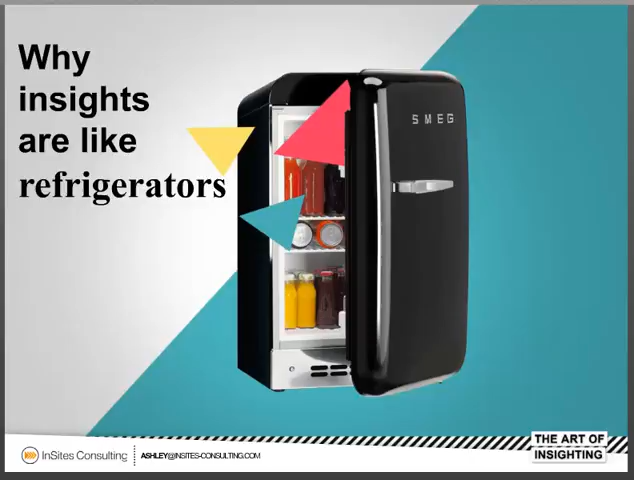 Why
insights
are like
refrigerators
SMEG
InSites Consulting
ASHLEY@INSITES-CONSULTING.COM
THE ART OF
INSIGHTING